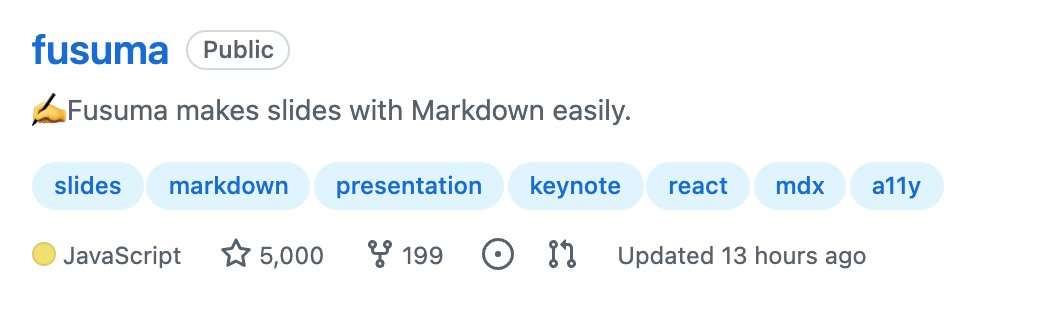 fusuma Public
✍Fusuma makes slides with Markdown easily.
slides markdown presentation keynote react mdx a11y
JavaScript 5,000 199 Updated 13 hours ago